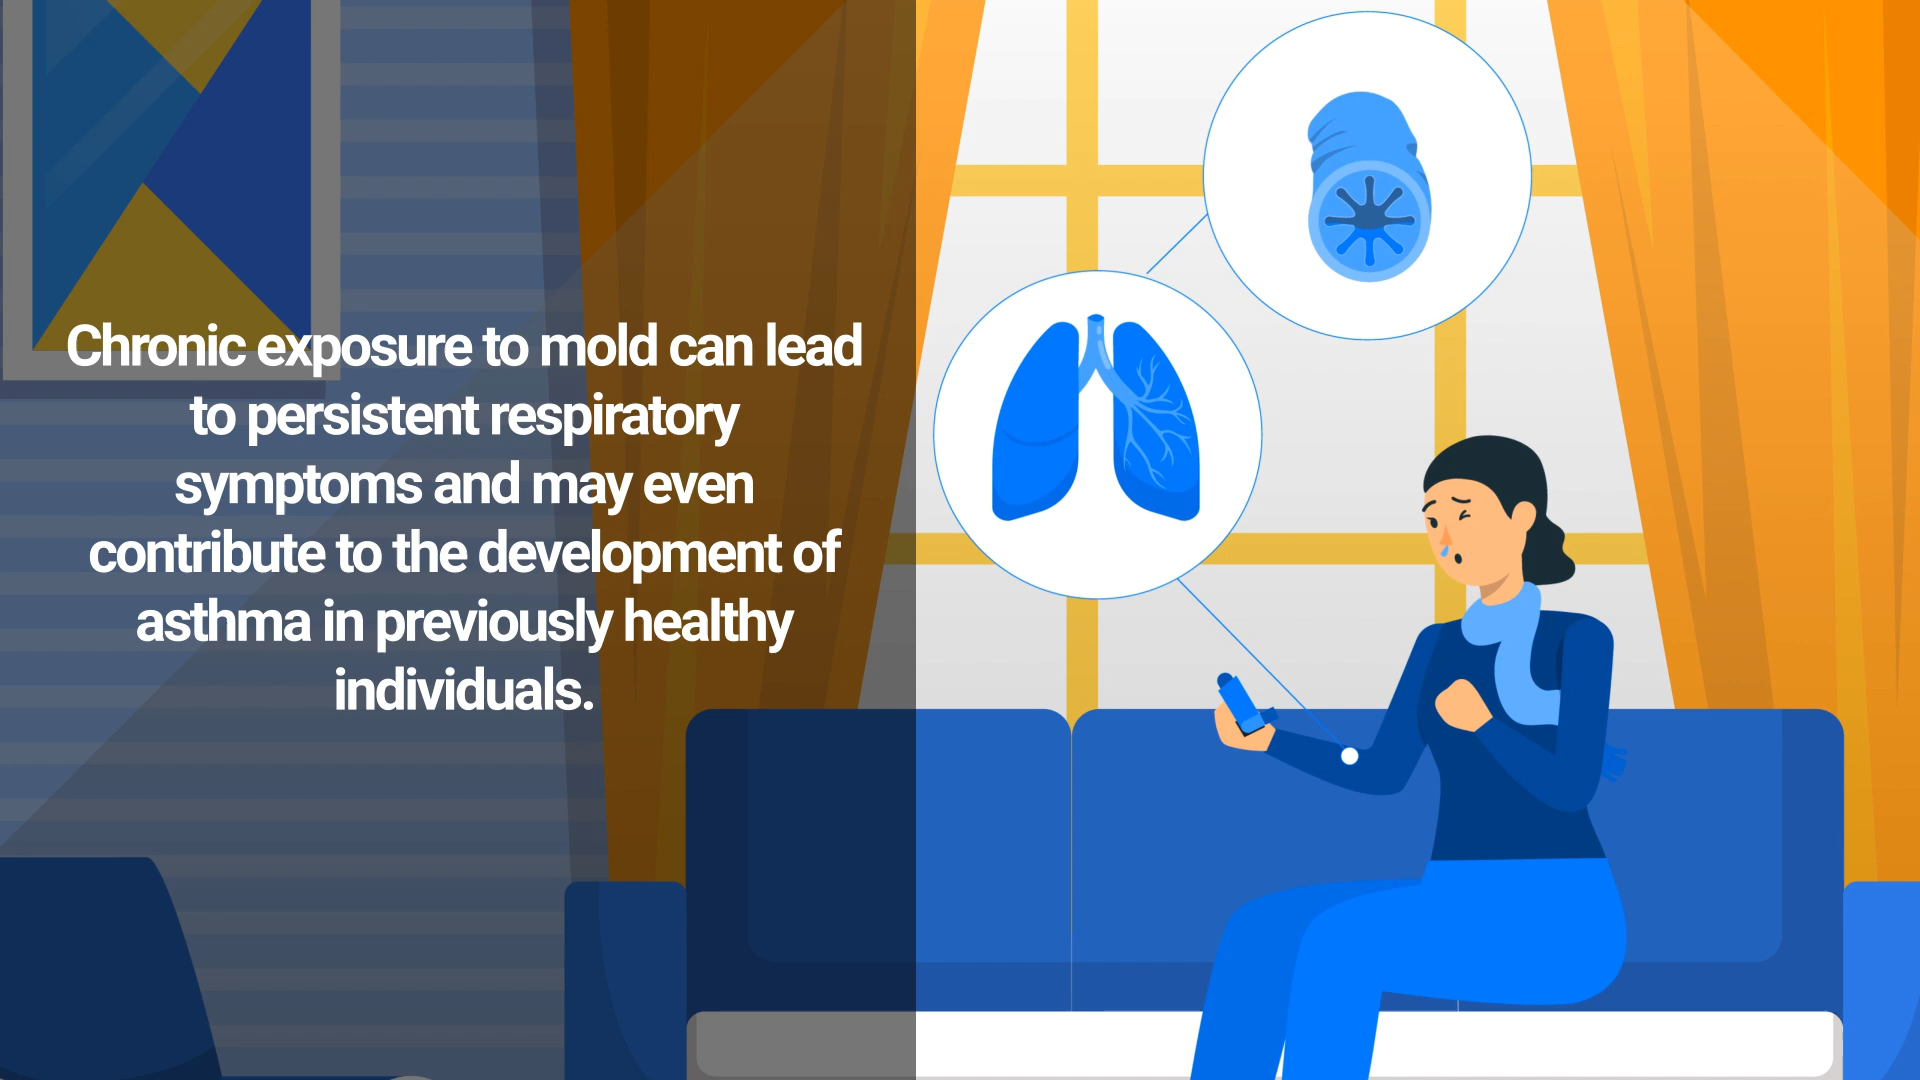 Chronic exposure to mold can lead
to persistent respiratory
symptoms and may even
contribute to the development of
asthma in previously healthy
individuals.